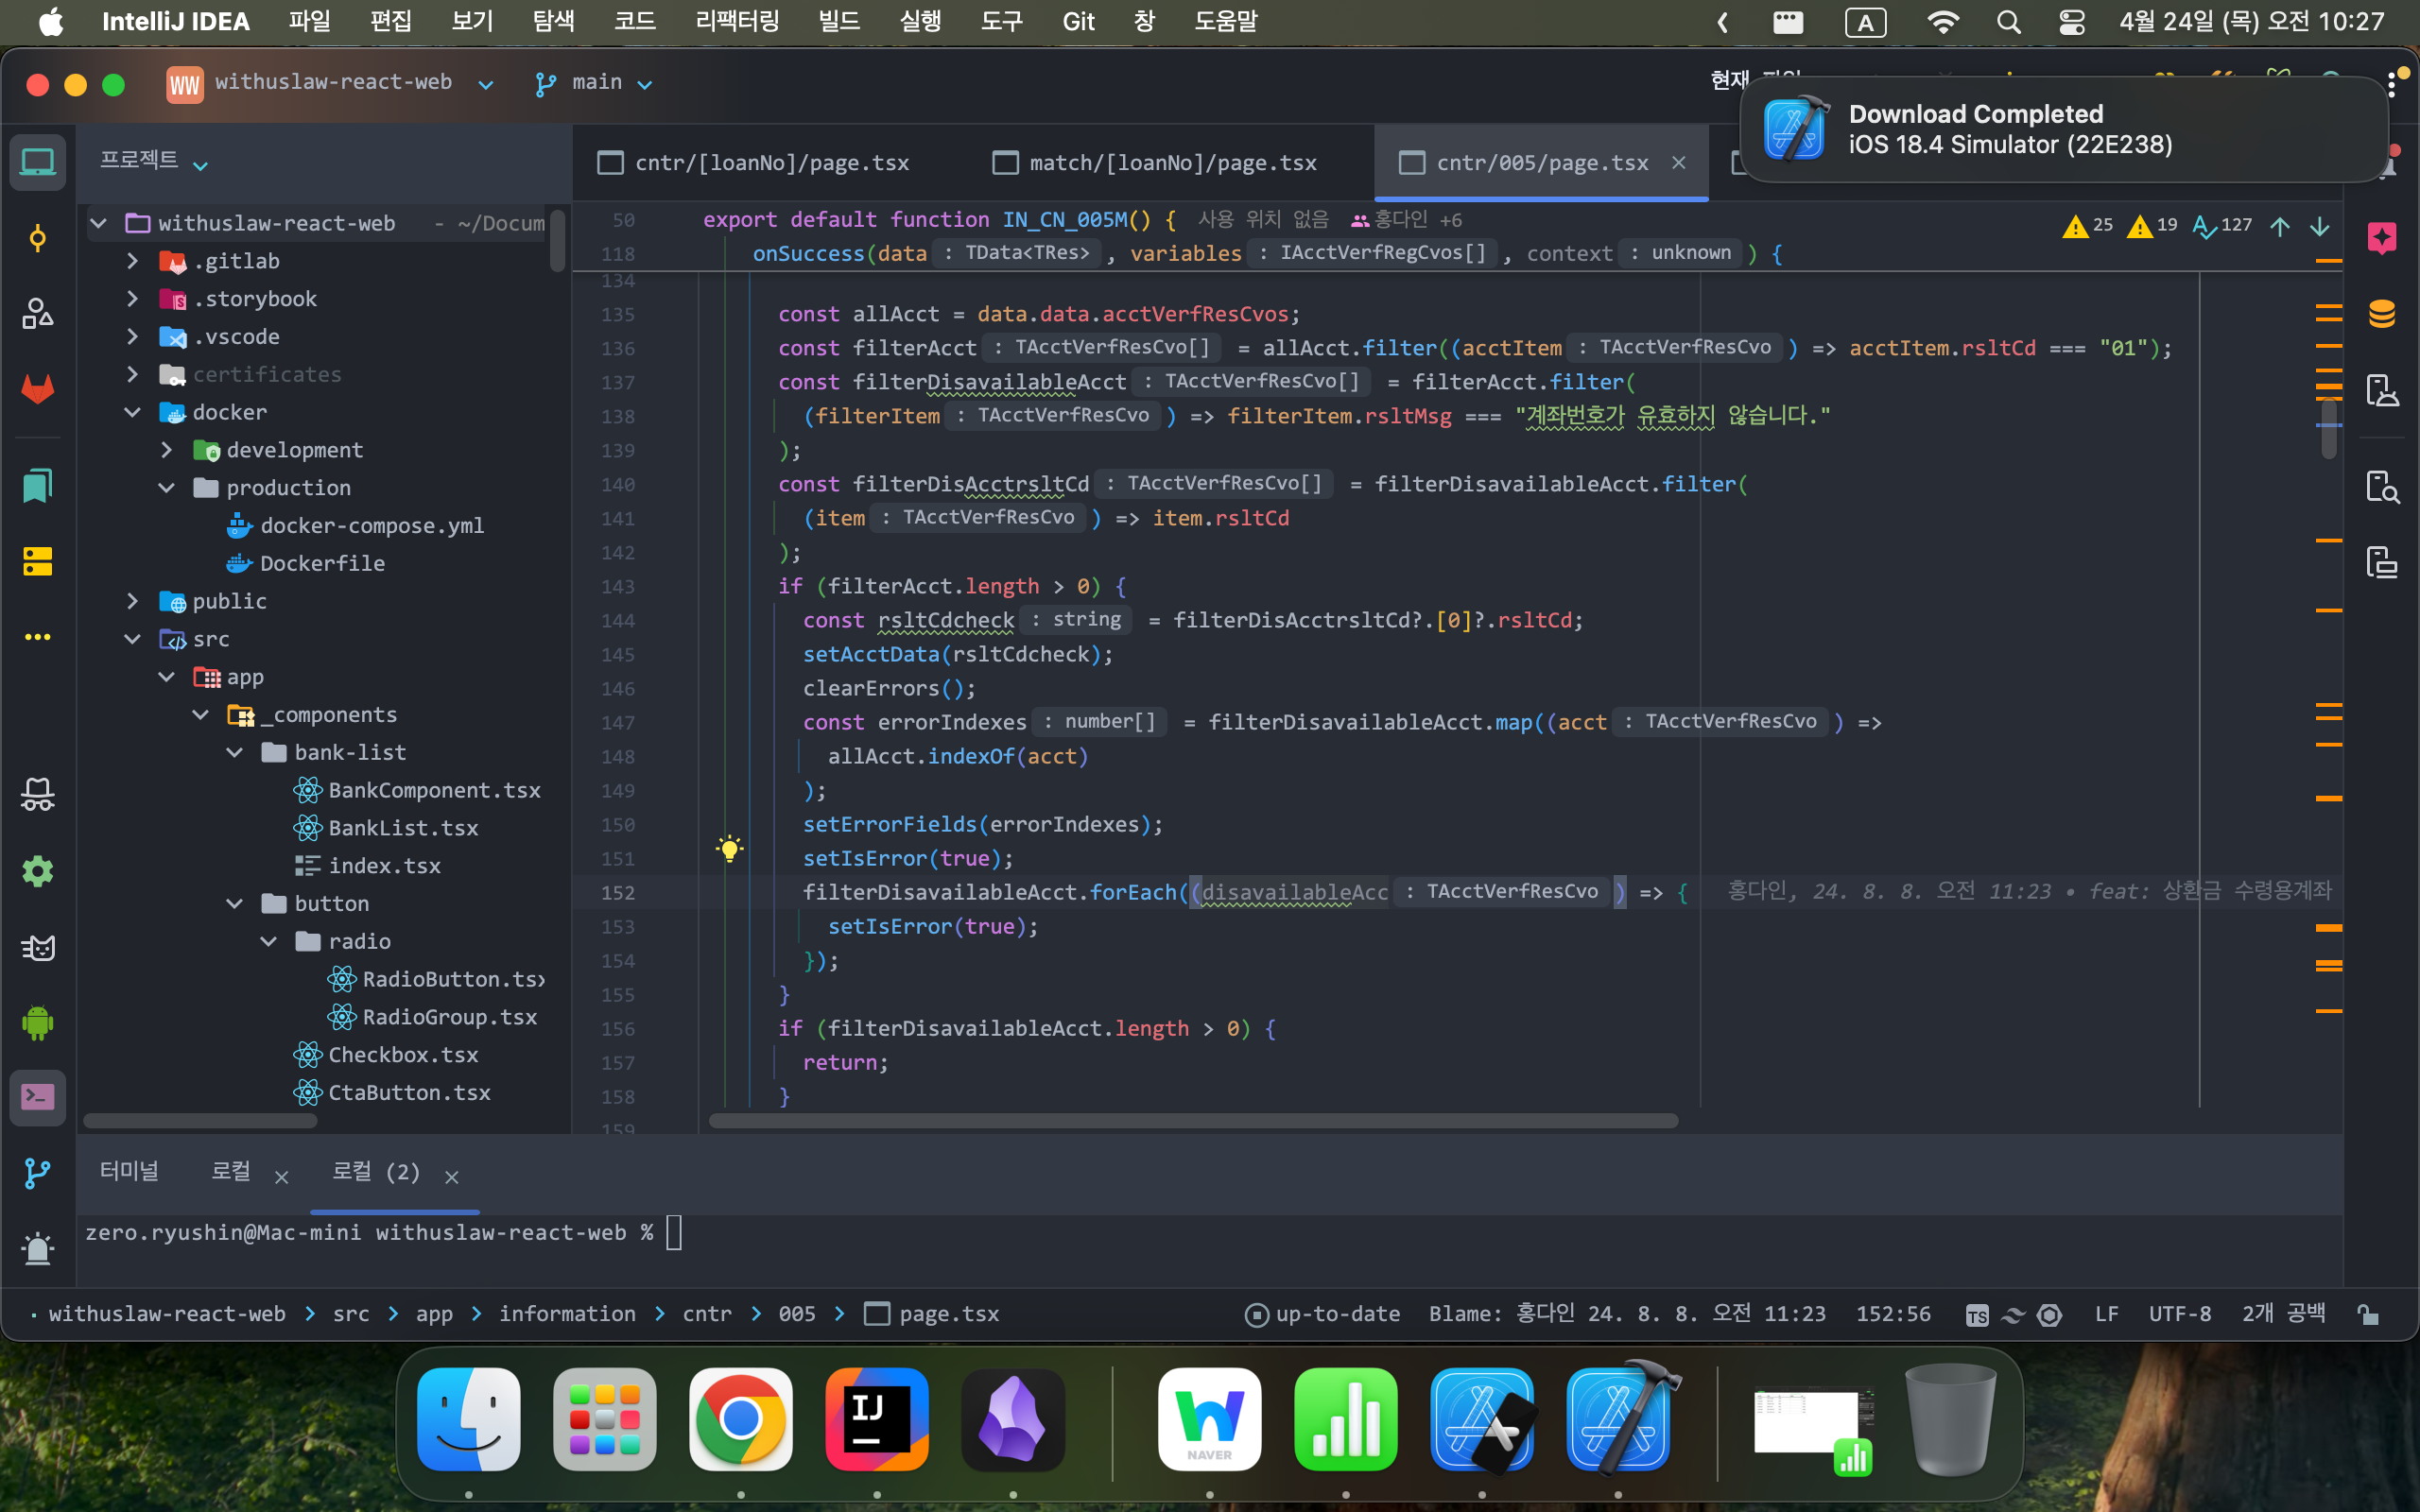 IntelliJ IDEA 파일 편집 보기 탐색 코드 리팩터링 빌드 실행 도구 Git 창 도움말 A 4월 24일 (목) 오전 10:27
WW withuslaw-react-web main 현재
Download Completed
iOS 18.4 Simulator (22E238)
프로젝트
cntr/[loanNo]/page.tsx match/[loanNo]/page.tsx cntr/005/page.tsx
withuslaw-react-web - ~/Docum
.gitlab
.storybook
.vscode
certificates
docker
development
production
docker-compose.yml
Dockerfile
public
src
app
_components
bank-list
BankComponent.tsx
BankList.tsx
index.tsx
button
radio
RadioButton.tsx
RadioGroup.tsx
Checkbox.tsx
CtaButton.tsx
50 export default function IN_CN_005M() { 사용 위치 없음 홍다인 +6
25 19 127
118 onSuccess(data : TData<TRes> , variables : IAcctVerfRegCvos[] , context : unknown ) {
134
135 const allAcct = data.data.acctVerfResCvos;
136 const filterAcct : TAcctVerfResCvo[] = allAcct.filter((acctItem : TAcctVerfResCvo ) => acctItem.rsltCd === "01");
137 const filterDisavailableAcct : TAcctVerfResCvo[] = filterAcct.filter(
138 (filterItem : TAcctVerfResCvo ) => filterItem.rsltMsg === "계좌번호가 유효하지 않습니다."
139 );
140 const filterDisAcctrsltCd : TAcctVerfResCvo[] = filterDisavailableAcct.filter(
141 (item : TAcctVerfResCvo ) => item.rsltCd
142 );
143 if (filterAcct.length > 0) {
144 const rsltCdcheck : string = filterDisAcctrsltCd?.[0]?.rsltCd;
145 setAcctData(rsltCdcheck);
146 clearErrors();
147 const errorIndexes : number[] = filterDisavailableAcct.map((acct : TAcctVerfResCvo ) =>
148 allAcct.indexOf(acct)
149 );
150 setErrorFields(errorIndexes);
151 setIsError(true);
152 filterDisavailableAcct.forEach((disavailableAcc : TAcctVerfResCvo ) => { 홍다인, 24. 8. 8. 오전 11:23 • feat: 상환금 수령용계좌
153 setIsError(true);
154 });
155 }
156 if (filterDisavailableAcct.length > 0) {
157 return;
158 }
159
터미널 로컬 로컬 (2)
zero.ryushin@Mac-mini withuslaw-react-web %
withuslaw-react-web > src > app > information > cntr > 005 > page.tsx up-to-date Blame: 홍다인 24. 8. 8. 오전 11:23 152:56 TS LF UTF-8 2개 공백
IJ
NAVER